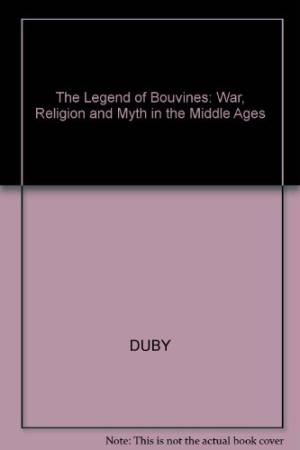 The Legend of Bouvines: War,
Religion and Myth in the Middle Ages
DUBY
Note: This is not the actual book cover